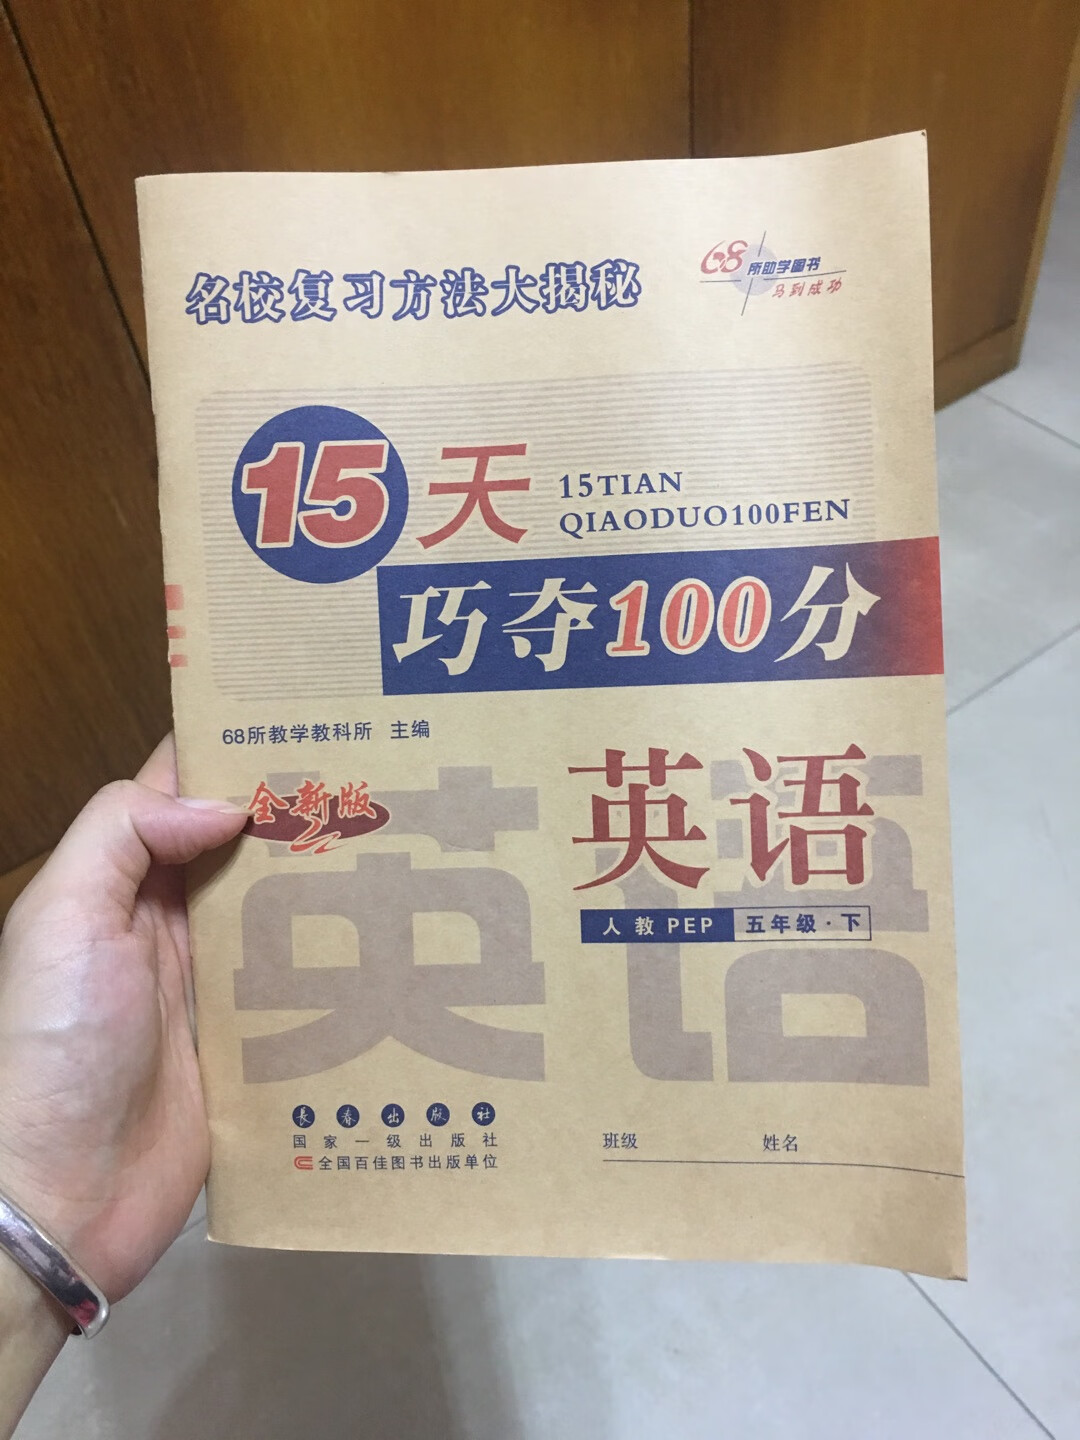 名校复习方法大揭秘
68所助学图书
马到成功
15天
15TIAN
QIAODUO100FEN
巧夺100分
68所教学教科所 主编
全新版
英语
英语
人教PEP 五年级·下
长春出版社
国家一级出版社
全国百佳图书出版单位
班级 姓名